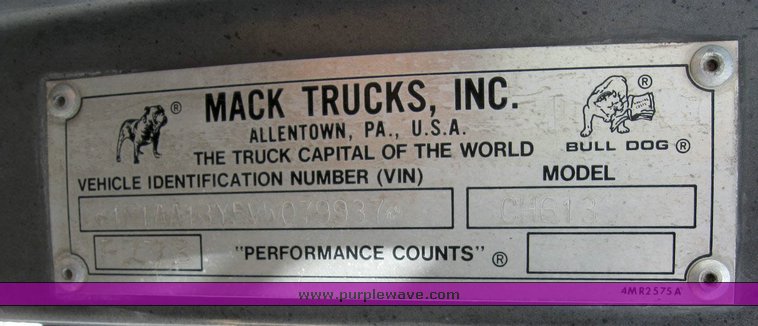 MACK TRUCKS, INC.
ALLENTOWN, PA., U.S.A.
THE TRUCK CAPITAL OF THE WORLD
BULL DOG ®
VEHICLE IDENTIFICATION NUMBER (VIN) MODEL
CH613
"PERFORMANCE COUNTS" ®
4MR2575A
www.purplewave.com